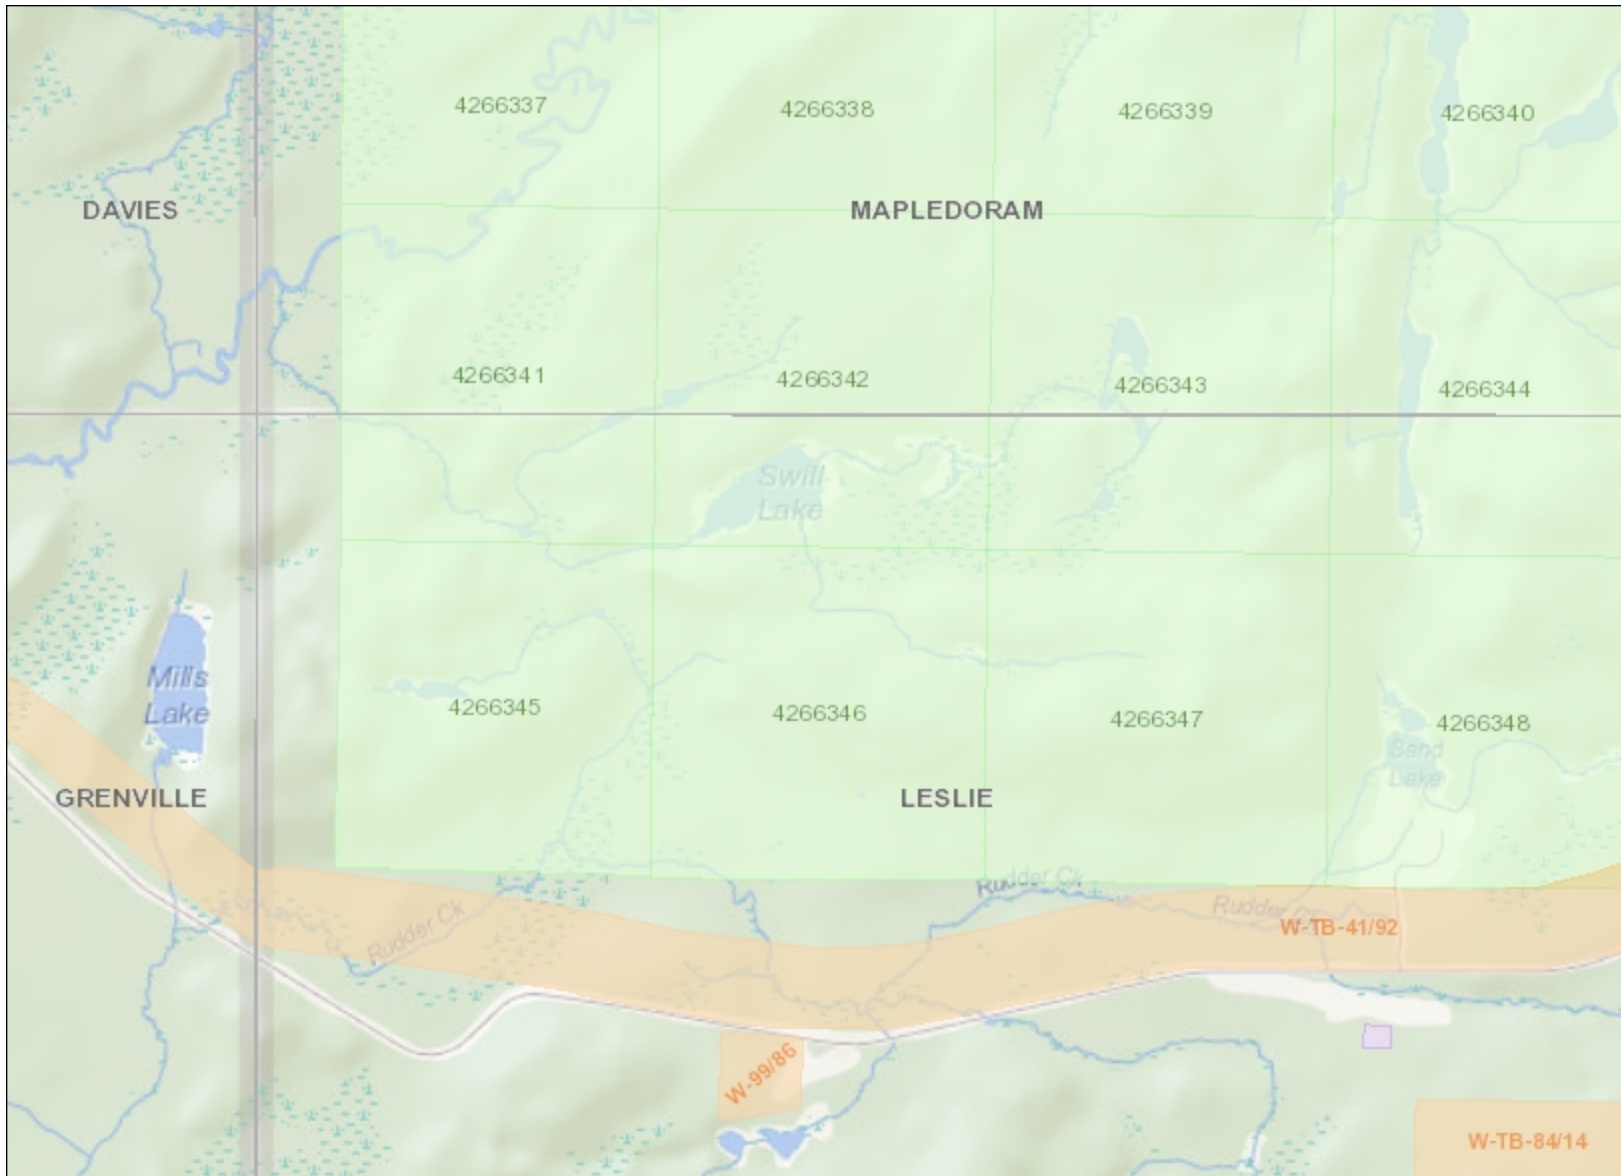 4266337
4266338
4266339
4266340
DAVIES
MAPLEDORAM
4266341
4266342
4266343
4266344
Swill
Lake
Mills
Lake
4266345
4266346
4266347
4266348
Sand
Lake
GRENVILLE
LESLIE
Rudder Ck
Rudder Ck
Rudder Ck
W-TB-41/92
W-99/86
W-TB-84/14